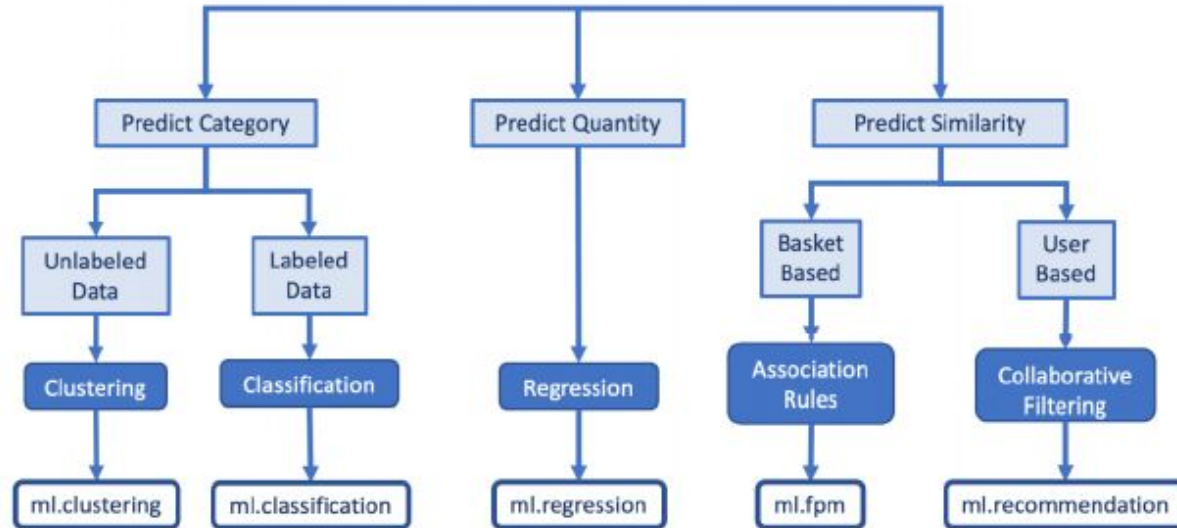 Predict Category
Predict Quantity
Predict Similarity
Unlabeled
Data
Labeled
Data
Basket
Based
User
Based
Clustering
Classification
Regression
Association
Rules
Collaborative
Filtering
ml.clustering
ml.classification
ml.regression
ml.fpm
ml.recommendation